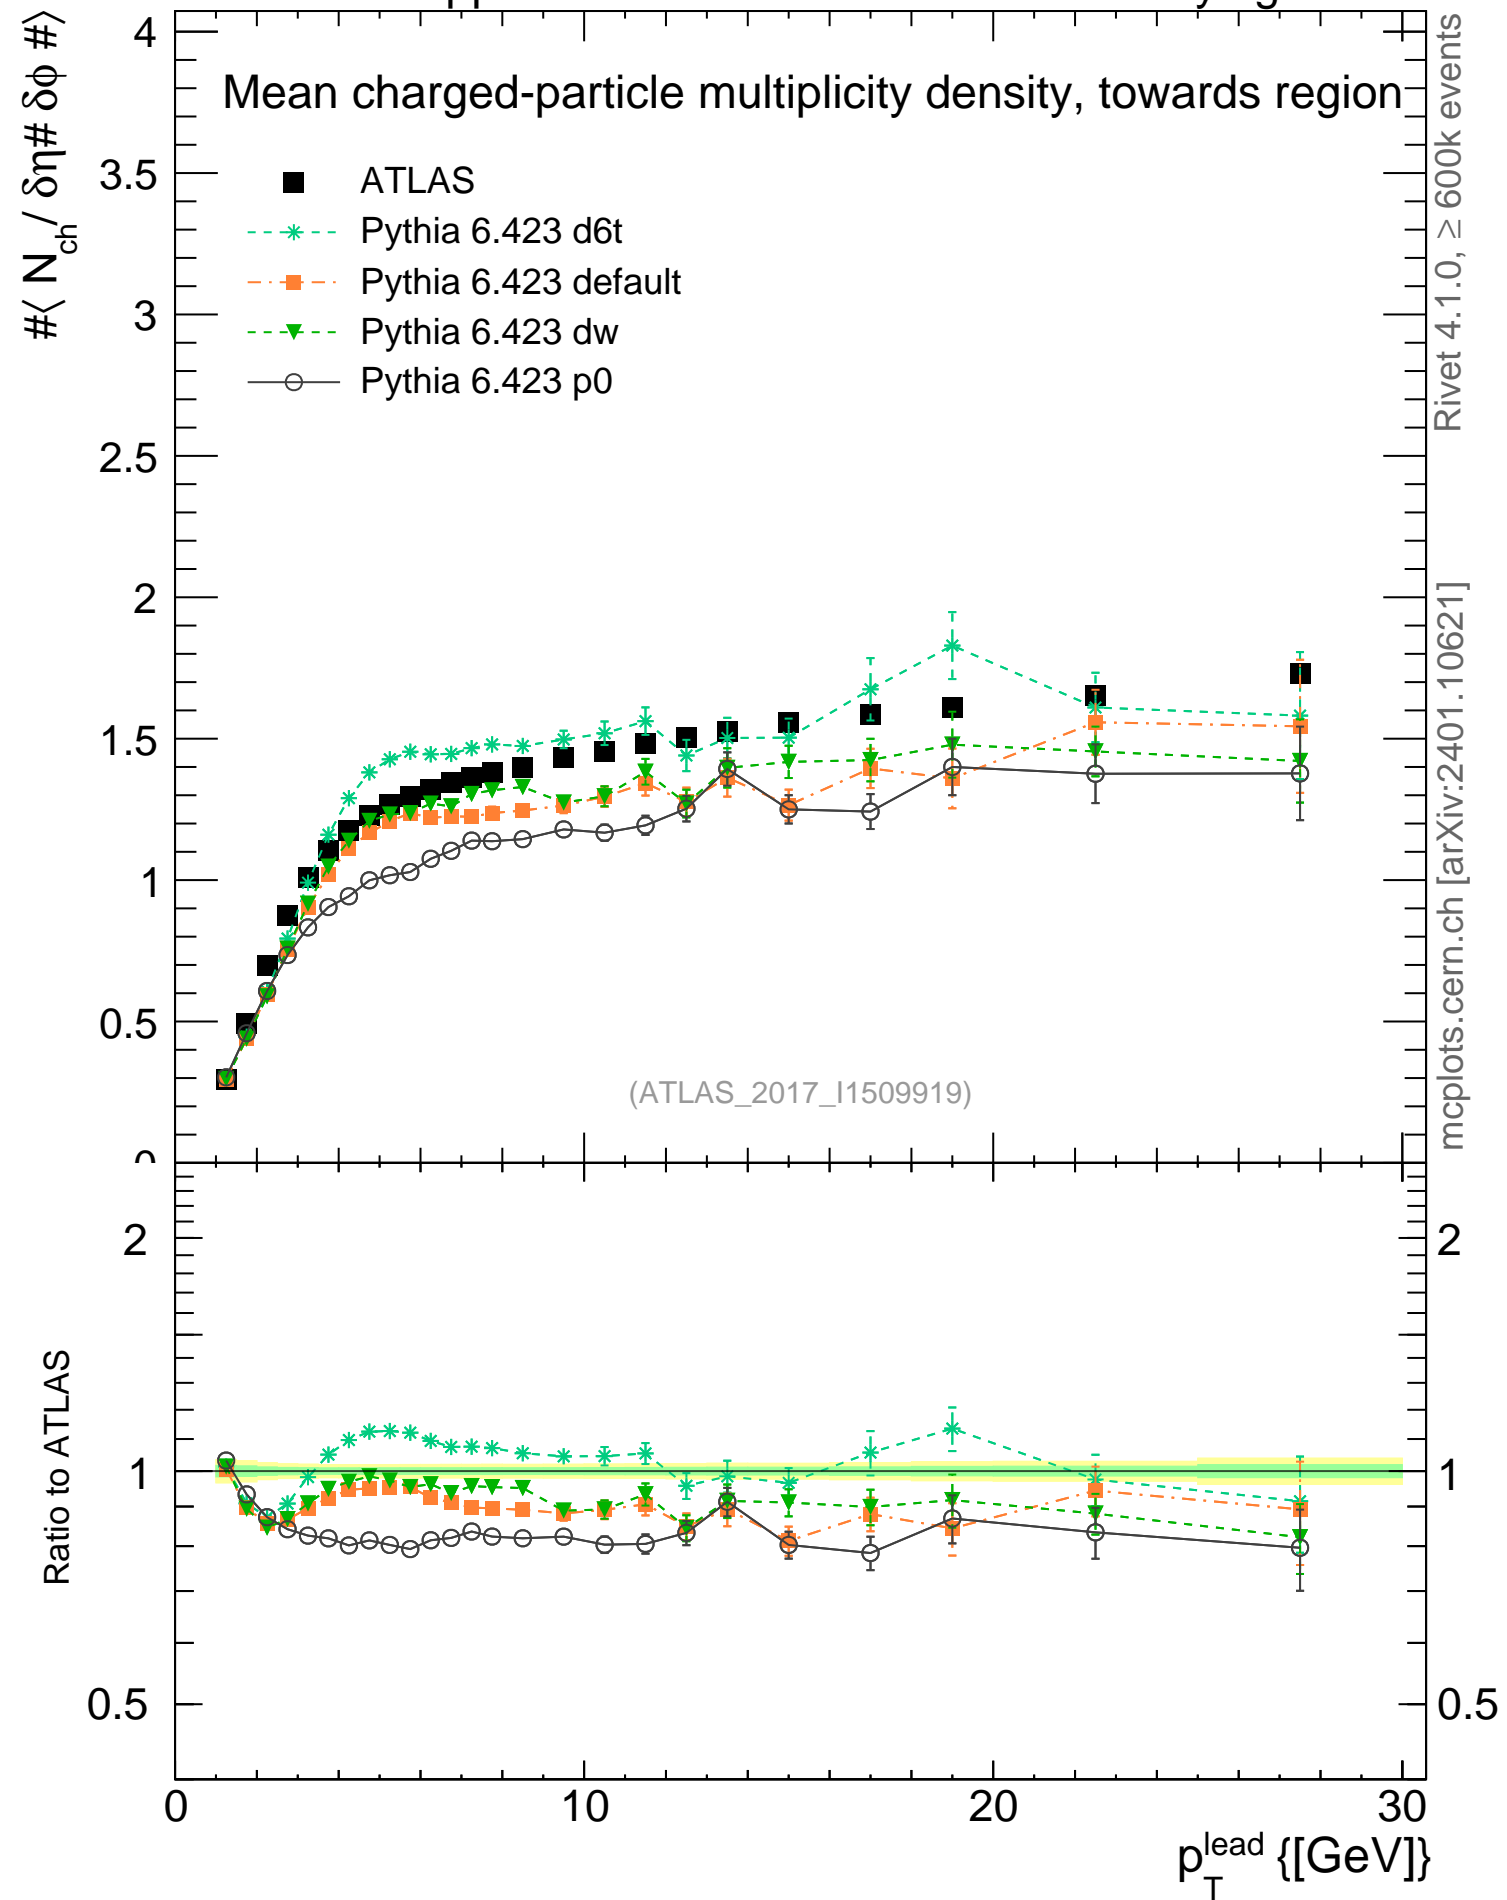 Mean charged-particle multiplicity density, towards region
#⟨ N_ch / δη# δφ #⟩
4
3.5
3
2.5
2
1.5
1
0.5
0
ATLAS
Pythia 6.423 d6t
Pythia 6.423 default
Pythia 6.423 dw
Pythia 6.423 p0
(ATLAS_2017_I1509919)
Rivet 4.1.0, ≥ 600k events
mcplots.cern.ch [arXiv:2401.10621]
Ratio to ATLAS
2
1
0.5
2
1
0.5
0
10
20
30
p_T^lead {[GeV]}